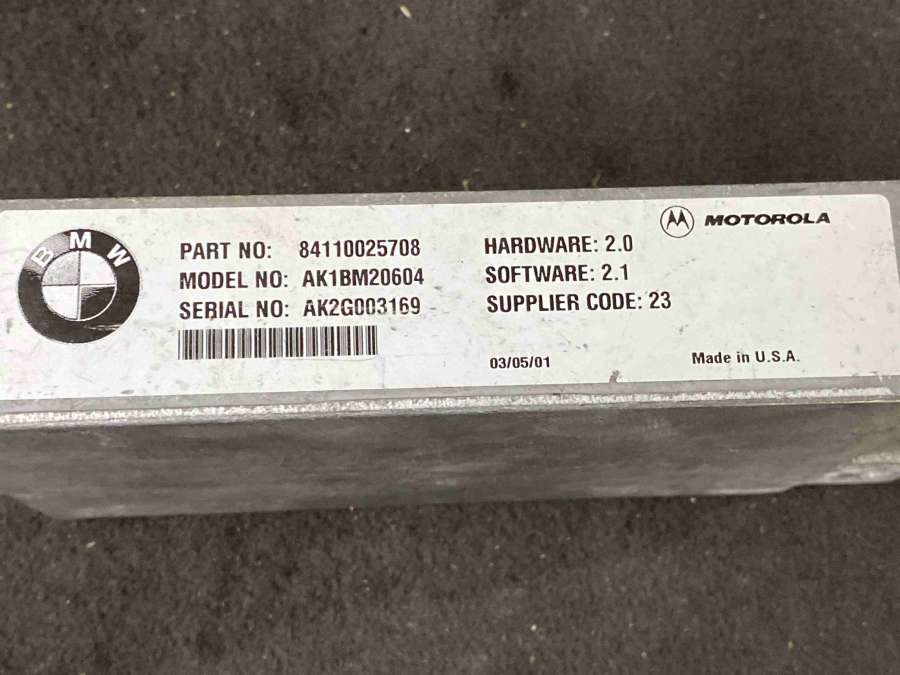 BMW
PART NO: 84110025708
MODEL NO: AK1BM20604
SERIAL NO: AK2G003169
HARDWARE: 2.0
SOFTWARE: 2.1
SUPPLIER CODE: 23
03/05/01
MOTOROLA
Made in U.S.A.